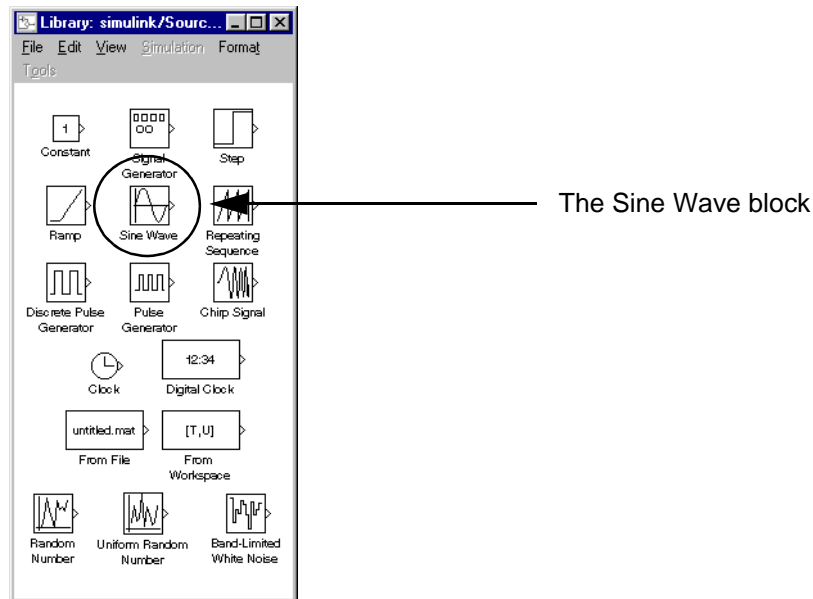 Library: simulink/Sourc...
File Edit View Simulation Format
Tools
1
Constant
Signal
Generator
Step
Ramp
Sine Wave
Repeating
Sequence
The Sine Wave block
Discrete Pulse
Generator
Pulse
Generator
Chirp Signal
Clock
12:34
Digital Clock
untitled.mat
From File
[T,U]
From
Workspace
Random
Number
Uniform Random
Number
Band-Limited
White Noise